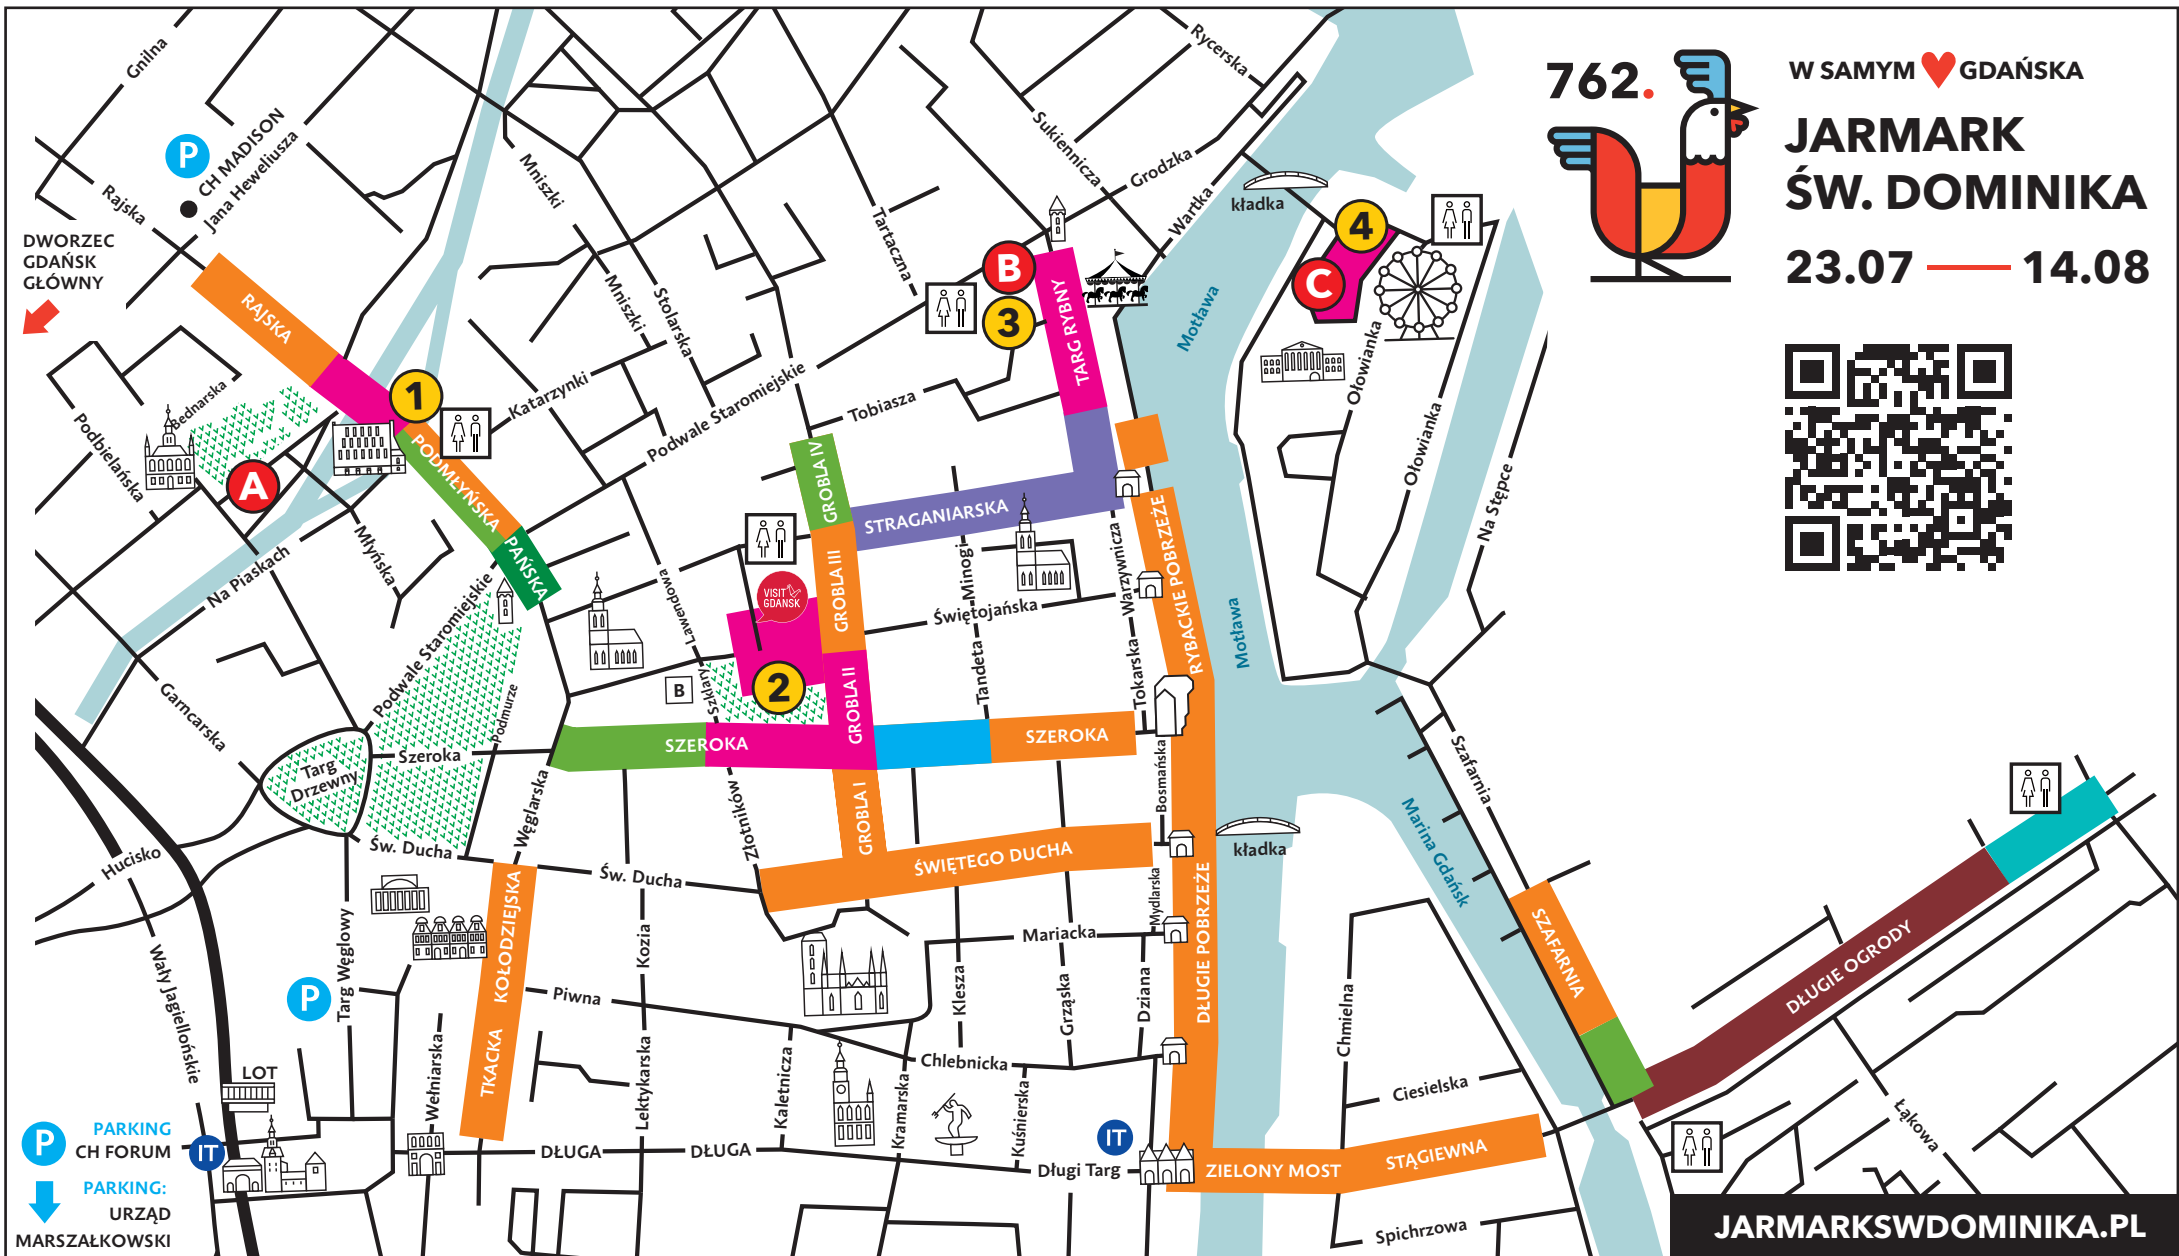 762.
W SAMYM GDAŃSKA
JARMARK
ŚW. DOMINIKA
23.07 14.08
Gnilna
P
CH MADISON
Jana Heweliusza
Rajska
DWORZEC
GDAŃSK
GŁÓWNY
RAJSKA
Bednarska
Podbielańska
A
1
PODMŁYŃSKA
PAŃSKA
Katarzynki
Mniszki
Mniszki
Stolarska
Tartaczna
Rycerska
Sukiennicza
Grodzka
Wartka
kładka
B
3
TARG RYBNY
4
C
Motława
Ołowianka
Ołowianka
Na Stępce
Podwale Staromiejskie
Tobiasza
GROBLA IV
STRAGANIARSKA
GROBLA III
VISIT
GDANSK
Minogi
Świętojańska
Warzywnicza
RYBACKIE POBRZEŻE
Motława
Młyńska
Na Piaskach
Podwale Staromiejskie
Lawendowa
Garncarska
Podmurze
B
Szklary
2
GROBLA II
Tandeta
Tokarska
Targ
Drzewny
Szeroka
SZEROKA
SZEROKA
Bosmańska
Szafarnia
Węglarska
Złotników
GROBLA I
Marina Gdańsk
Hucisko
Św. Ducha
Św. Ducha
ŚWIĘTEGO DUCHA
kładka
Mydlarska
DŁUGIE POBRZEŻE
KOŁODZIEJSKA
Kozia
Mariacka
SZAFARNIA
DŁUGIE OGRODY
Wały Jagiellońskie
Targ Węglowy
P
Piwna
Klesza
Grząska
Dziana
Chmielna
TKACKA
Wełniarska
Lektykarska
Kaletnicza
Kramarska
Chlebnicka
Kuśnierska
Ciesielska
Łąkowa
LOT
P
PARKING
CH FORUM
IT
DŁUGA
DŁUGA
IT
Długi Targ
ZIELONY MOST
STĄGIEWNA
PARKING:
URZĄD
MARSZAŁKOWSKI
Spichrzowa
JARMARKSWDOMINIKA.PL